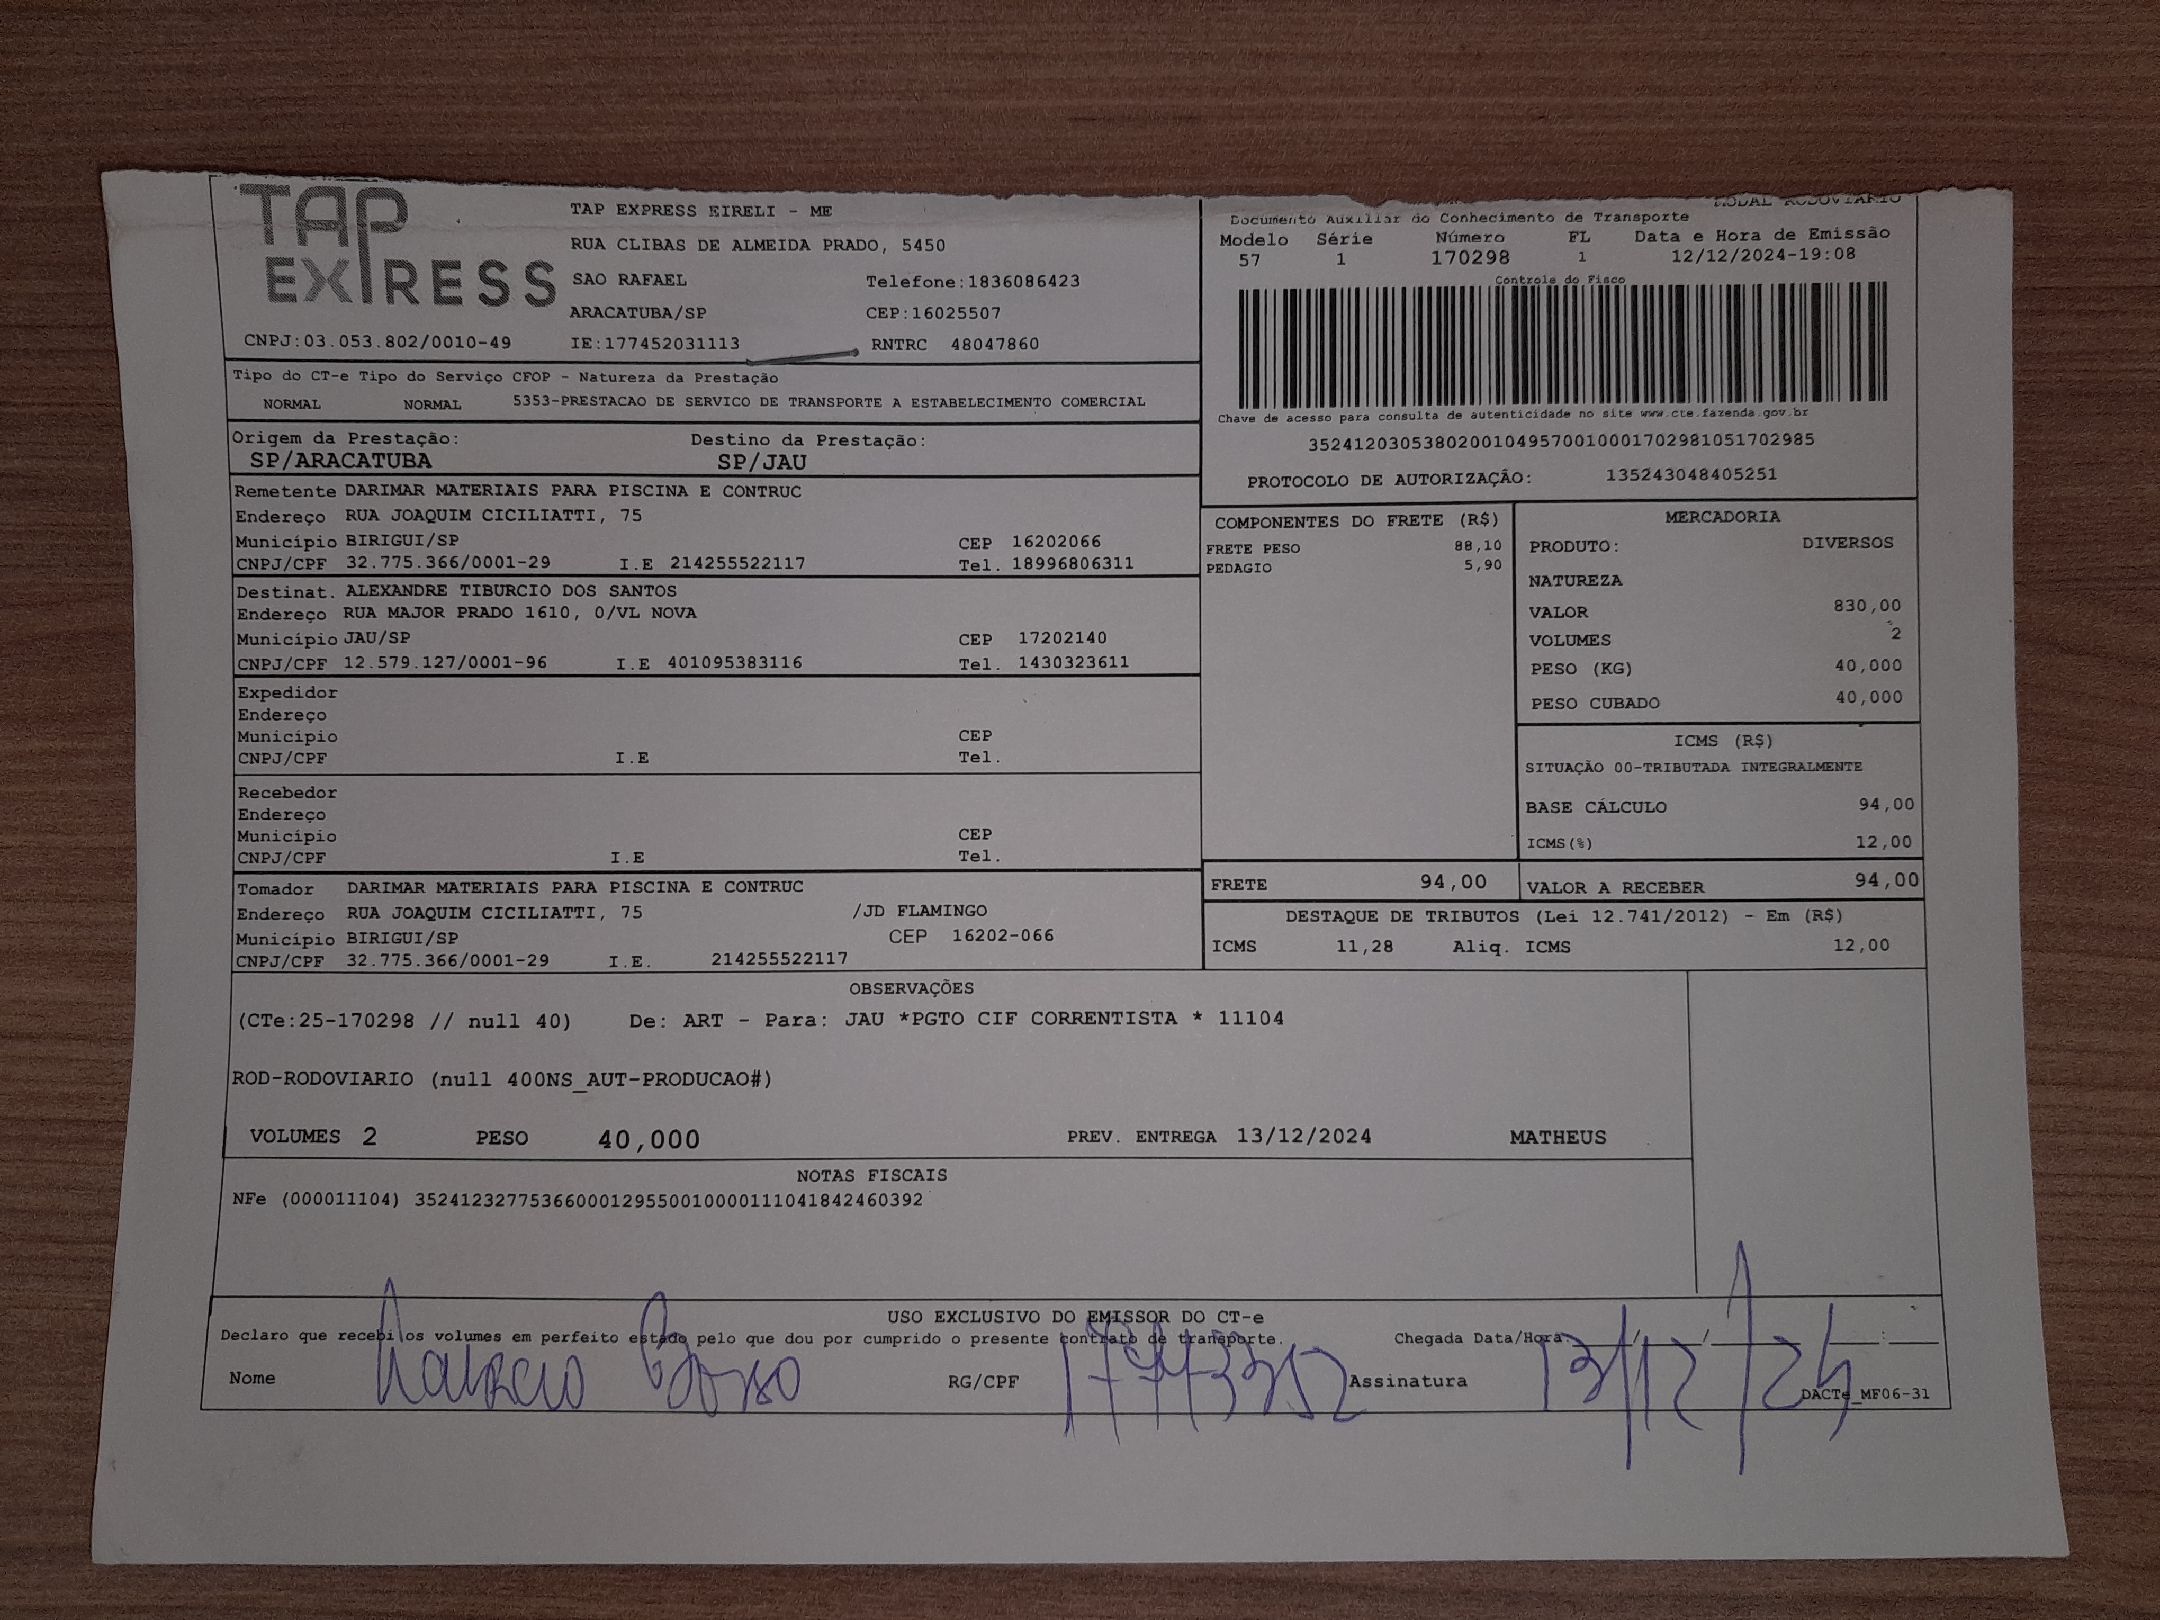 TAP
EXPRESS
TAP EXPRESS EIRELI - ME
RUA CLIBAS DE ALMEIDA PRADO, 5450
SAO RAFAEL Telefone:1836086423
ARACATUBA/SP CEP:16025507
CNPJ:03.053.802/0010-49 IE:177452031113 RNTRC 48047860
MODAL RODOVIARIO
Documento Auxiliar do Conhecimento de Transporte
Modelo Série Número FL Data e Hora de Emissão
57 1 170298 1 12/12/2024-19:08
Controle do Fisco
Chave de acesso para consulta de autenticidade no site www.cte.fazenda.gov.br
35241203053802001049570010001702981051702985
PROTOCOLO DE AUTORIZAÇÃO: 135243048405251
Tipo do CT-e Tipo do Serviço CFOP - Natureza da Prestação
NORMAL NORMAL 5353-PRESTACAO DE SERVICO DE TRANSPORTE A ESTABELECIMENTO COMERCIAL
Origem da Prestação: Destino da Prestação:
SP/ARACATUBA SP/JAU
Remetente DARIMAR MATERIAIS PARA PISCINA E CONTRUC
Endereço RUA JOAQUIM CICILIATTI, 75
Município BIRIGUI/SP CEP 16202066
CNPJ/CPF 32.775.366/0001-29 I.E 214255522117 Tel. 18996806311
Destinat. ALEXANDRE TIBURCIO DOS SANTOS
Endereço RUA MAJOR PRADO 1610, 0/VL NOVA
Município JAU/SP CEP 17202140
CNPJ/CPF 12.579.127/0001-96 I.E 401095383116 Tel. 1430323611
Expedidor
Endereço
Município CEP
CNPJ/CPF I.E Tel.
Recebedor
Endereço
Município CEP
CNPJ/CPF I.E Tel.
Tomador DARIMAR MATERIAIS PARA PISCINA E CONTRUC
Endereço RUA JOAQUIM CICILIATTI, 75 /JD FLAMINGO
Município BIRIGUI/SP CEP 16202-066
CNPJ/CPF 32.775.366/0001-29 I.E. 214255522117
COMPONENTES DO FRETE (R$)
FRETE PESO 88,10
PEDAGIO 5,90
MERCADORIA
PRODUTO: DIVERSOS
NATUREZA
VALOR 830,00
VOLUMES 2
PESO (KG) 40,000
PESO CUBADO 40,000
ICMS (R$)
SITUAÇÃO 00-TRIBUTADA INTEGRALMENTE
BASE CÁLCULO 94,00
ICMS(%) 12,00
FRETE 94,00 VALOR A RECEBER 94,00
DESTAQUE DE TRIBUTOS (Lei 12.741/2012) - Em (R$)
ICMS 11,28 Aliq. ICMS 12,00
OBSERVAÇÕES
(CTe:25-170298 // null 40) De: ART - Para: JAU *PGTO CIF CORRENTISTA * 11104
ROD-RODOVIARIO (null 400NS_AUT-PRODUCAO#)
VOLUMES 2 PESO 40,000 PREV. ENTREGA 13/12/2024 MATHEUS
NOTAS FISCAIS
NFe (000011104) 35241232775366000129550010000111041842460392
USO EXCLUSIVO DO EMISSOR DO CT-e
Declaro que recebi os volumes em perfeito estado pelo que dou por cumprido o presente contrato de transporte. Chegada Data/Hora: __/__/____ __:__
Nome RG/CPF Assinatura 13/12/24
DACTe_MF06-31